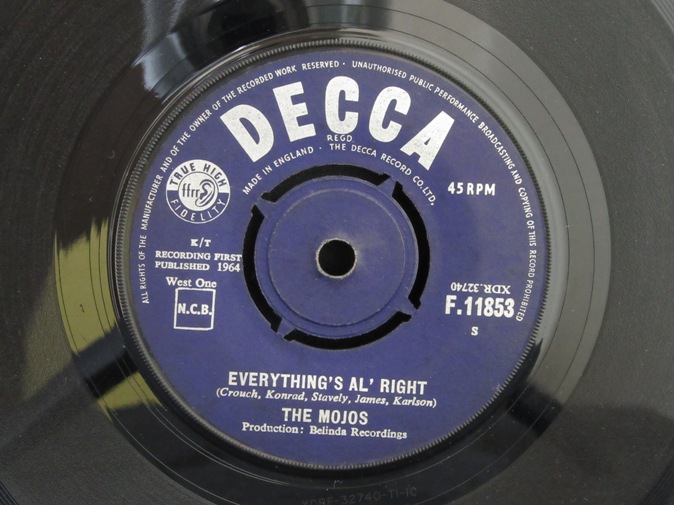 ALL RIGHTS OF THE MANUFACTURER AND OF THE OWNER OF THE RECORDED WORK RESERVED · UNAUTHORISED PUBLIC PERFORMANCE BROADCASTING AND COPYING OF THIS RECORD PROHIBITED
DECCA
REGD.
MADE IN ENGLAND · THE DECCA RECORD CO. LTD.
TRUE HIGH
ffrr
FIDELITY
45 RPM
K/T
RECORDING FIRST
PUBLISHED 1964
West One
N.C.B.
XDR.32740
F.11853
S
EVERYTHING'S AL' RIGHT
(Crouch, Konrad, Stavely, James, Karlson)
THE MOJOS
Production: Belinda Recordings